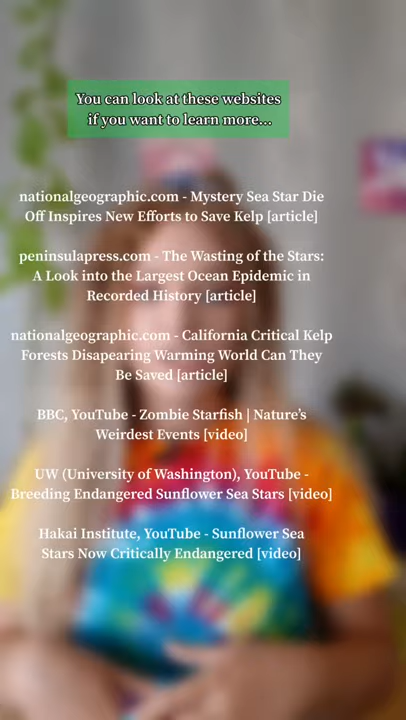 You can look at these websites
if you want to learn more...
nationalgeographic.com - Mystery Sea Star Die
Off Inspires New Efforts to Save Kelp [article]
peninsulapress.com - The Wasting of the Stars:
A Look into the Largest Ocean Epidemic in
Recorded History [article]
nationalgeographic.com - California Critical Kelp
Forests Disapearing Warming World Can They
Be Saved [article]
BBC, YouTube - Zombie Starfish | Nature's
Weirdest Events [video]
UW (University of Washington), YouTube -
Breeding Endangered Sunflower Sea Stars [video]
Hakai Institute, YouTube - Sunflower Sea
Stars Now Critically Endangered [video]